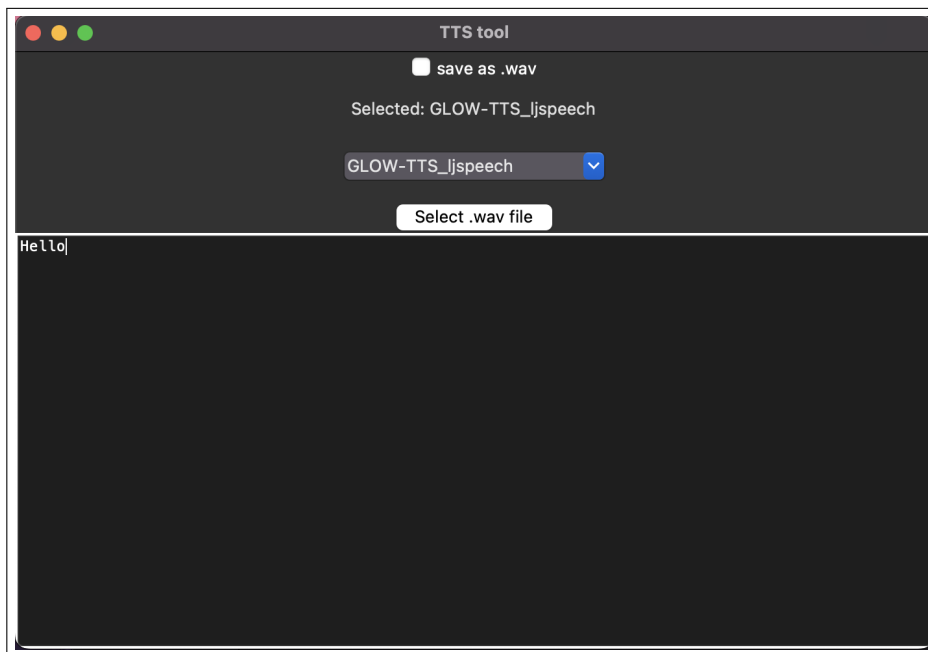 TTS tool
save as .wav
Selected: GLOW-TTS_ljspeech
GLOW-TTS_ljspeech
Select .wav file
Hello